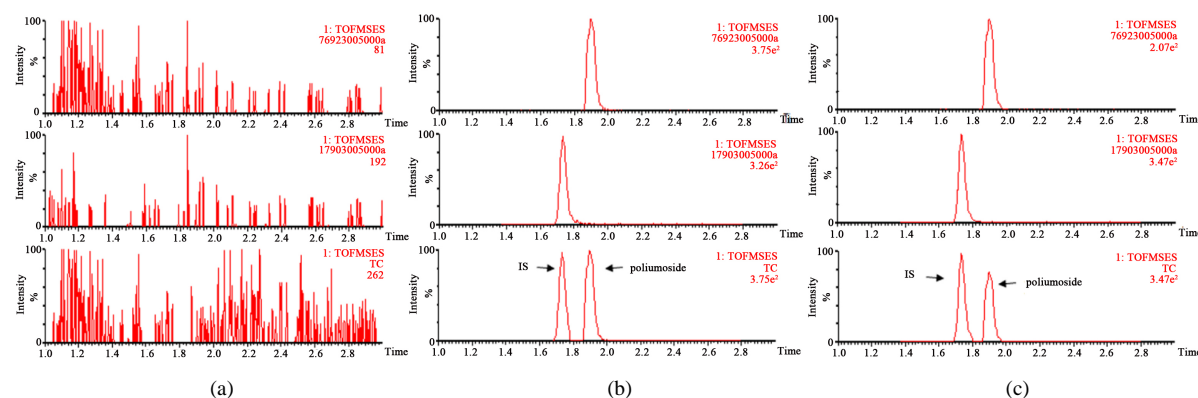 1: TOFMSES
76923005000a
81
Intensity
%
100
0
1.0 1.2 1.4 1.6 1.8 2.0 2.2 2.4 2.6 2.8 Time
1: TOFMSES
17903005000a
192
Intensity
%
100
0
1.0 1.2 1.4 1.6 1.8 2.0 2.2 2.4 2.6 2.8 Time
1: TOFMSES
TC
262
Intensity
%
100
0
1.0 1.2 1.4 1.6 1.8 2.0 2.2 2.4 2.6 2.8 Time
(a)
1: TOFMSES
76923005000a
3.75e²
Intensity
%
100
0
1.0 1.2 1.4 1.6 1.8 2.0 2.2 2.4 2.6 2.8 Time
1: TOFMSES
17903005000a
3.26e²
Intensity
%
100
0
1.0 1.2 1.4 1.6 1.8 2.0 2.2 2.4 2.6 2.8 Time
1: TOFMSES
TC
3.75e²
IS
poliumoside
Intensity
%
100
0
1.0 1.2 1.4 1.6 1.8 2.0 2.2 2.4 2.6 2.8 Time
(b)
1: TOFMSES
76923005000a
2.07e²
Intensity
%
100
0
1.0 1.2 1.4 1.6 1.8 2.0 2.2 2.4 2.6 2.8 Time
1: TOFMSES
17903005000a
3.47e²
Intensity
%
100
0
1.0 1.2 1.4 1.6 1.8 2.0 2.2 2.4 2.6 2.8 Time
1: TOFMSES
TC
3.47e²
IS
poliumoside
Intensity
%
100
0
1.0 1.2 1.4 1.6 1.8 2.0 2.2 2.4 2.6 2.8 Time
(c)